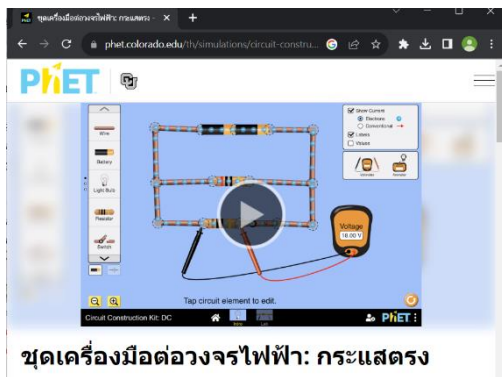 ชุดเครื่องมือต่อวงจรไฟฟ้า: กระแสตรง -
phet.colorado.edu/th/simulations/circuit-constru...
PhET
Wire
Battery
Light Bulb
Resistor
Switch
Show Current
Electrons
Conventional
Labels
Values
Voltmeter
Voltage
18.00 V
Tap circuit element to edit.
Circuit Construction Kit: DC
Intro
Lab
PhET
ชุดเครื่องมือต่อวงจรไฟฟ้า: กระแสตรง